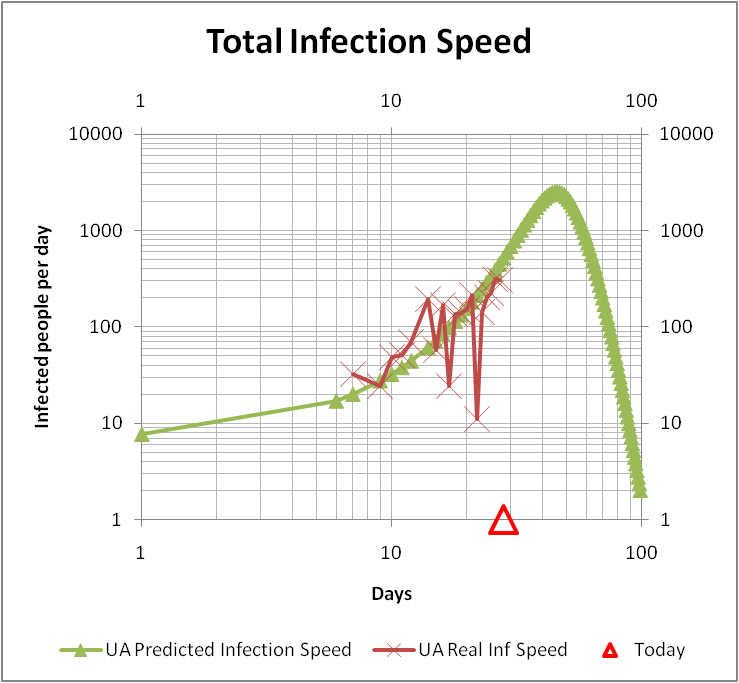 Total Infection Speed
1 10 100
10000 10000
1000 1000
100 100
10 10
1 1
1 10 100
Infected people per day
Days
UA Predicted Infection Speed UA Real Inf Speed Today